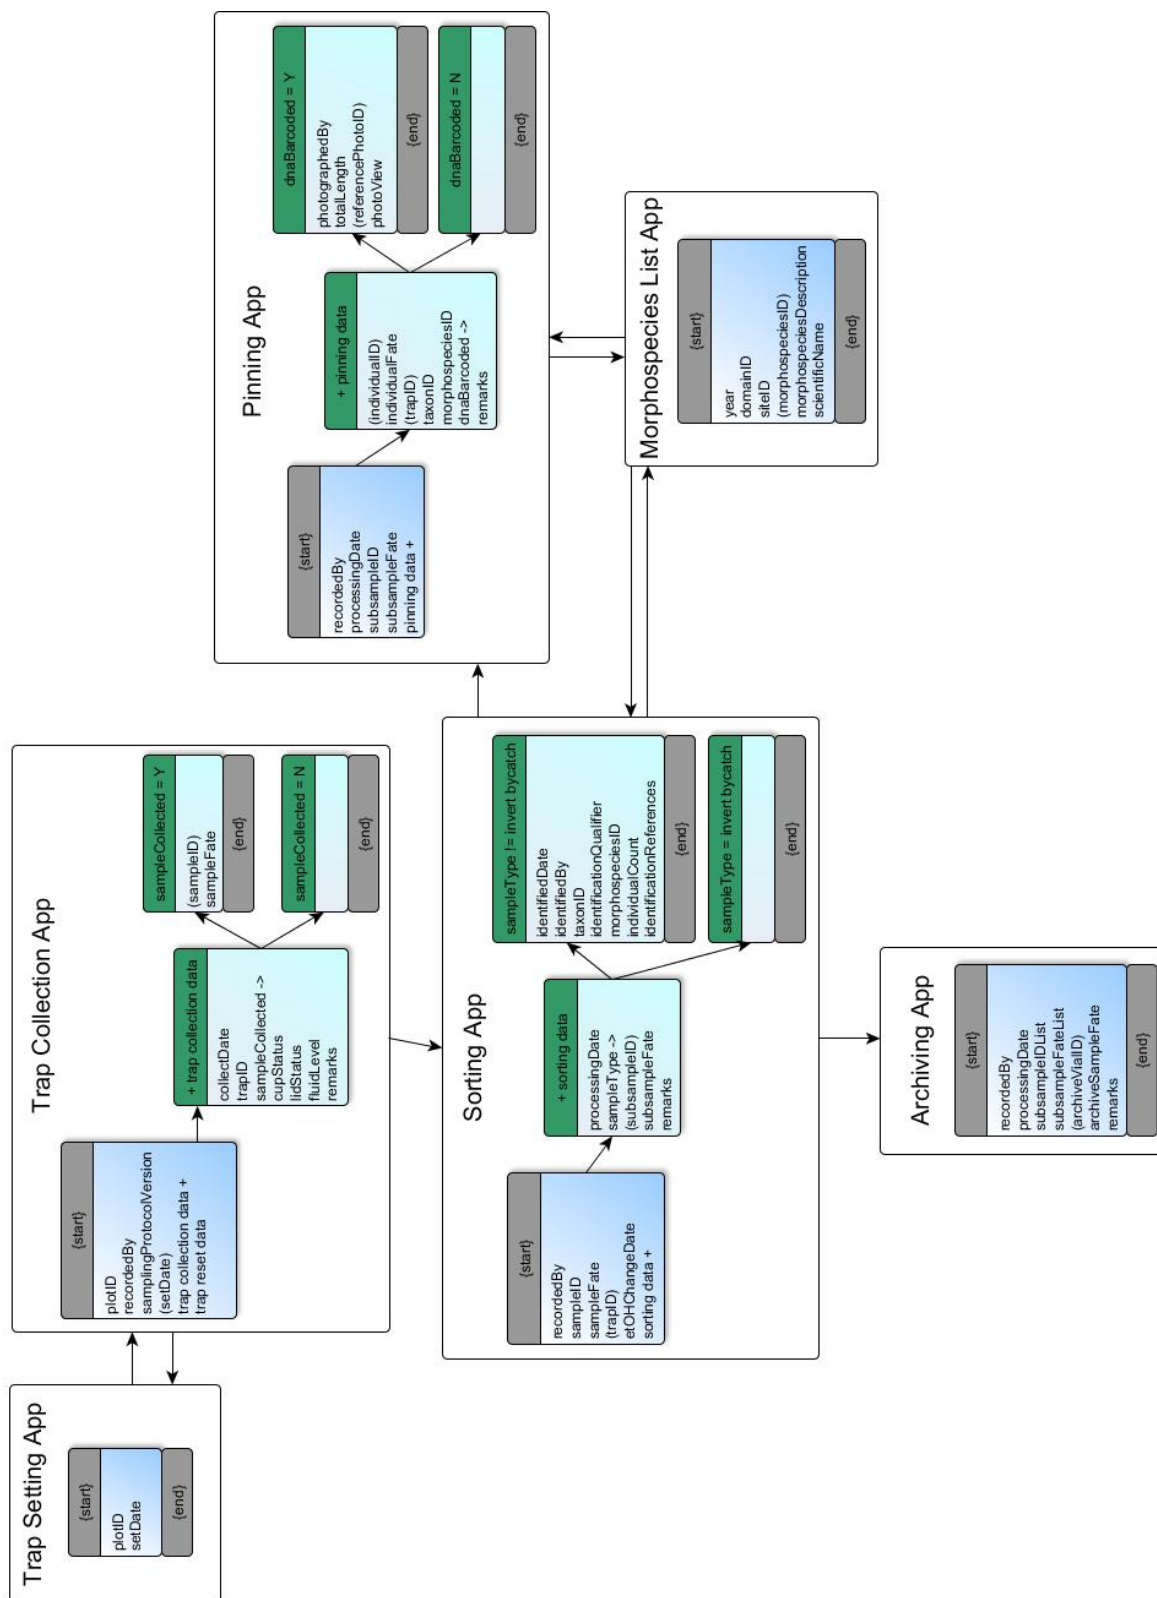 Trap Setting App
{start}
plotID
setDate
{end}
Trap Collection App
{start}
plotID
recordedBy
samplingProtocolVersion
(setDate)
trap collection data +
trap reset data
+ trap collection data
collectDate
trapID
sampleCollected ->
cupStatus
lidStatus
fluidLevel
remarks
sampleCollected = Y
(sampleID)
sampleFate
{end}
sampleCollected = N
{end}
Sorting App
{start}
recordedBy
sampleID
sampleFate
(trapID)
etOHChangeDate
sorting data +
+ sorting data
processingDate
sampleType ->
(subsampleID)
subsampleFate
remarks
sampleType != invert bycatch
identifiedDate
identifiedBy
taxonID
identificationQualifier
morphospeciesID
individualCount
identificationReferences
{end}
sampleType = invert bycatch
{end}
Pinning App
{start}
recordedBy
processingDate
subsampleID
subsampleFate
pinning data +
+ pinning data
(individualID)
individualFate
(trapID)
taxonID
morphospeciesID
dnaBarcoded ->
remarks
dnaBarcoded = Y
photographedBy
totalLength
(referencePhotoID)
photoView
{end}
dnaBarcoded = N
{end}
Morphospecies List App
{start}
year
domainID
siteID
(morphospeciesID)
morphospeciesDescription
scientificName
{end}
Archiving App
{start}
recordedBy
processingDate
subsampleIDList
subsampleFateList
(archiveVialID)
archiveSampleFate
remarks
{end}